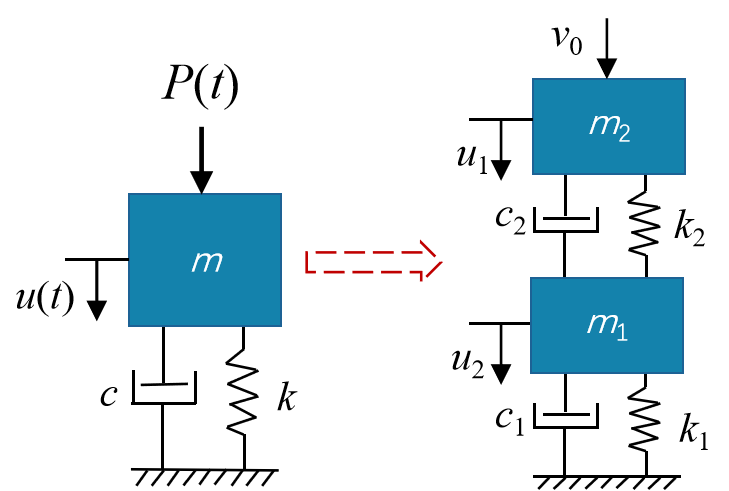 P(t)
m
u(t)
c
k
v₀
m₂
u₁
c₂
k₂
m₁
u₂
c₁
k₁